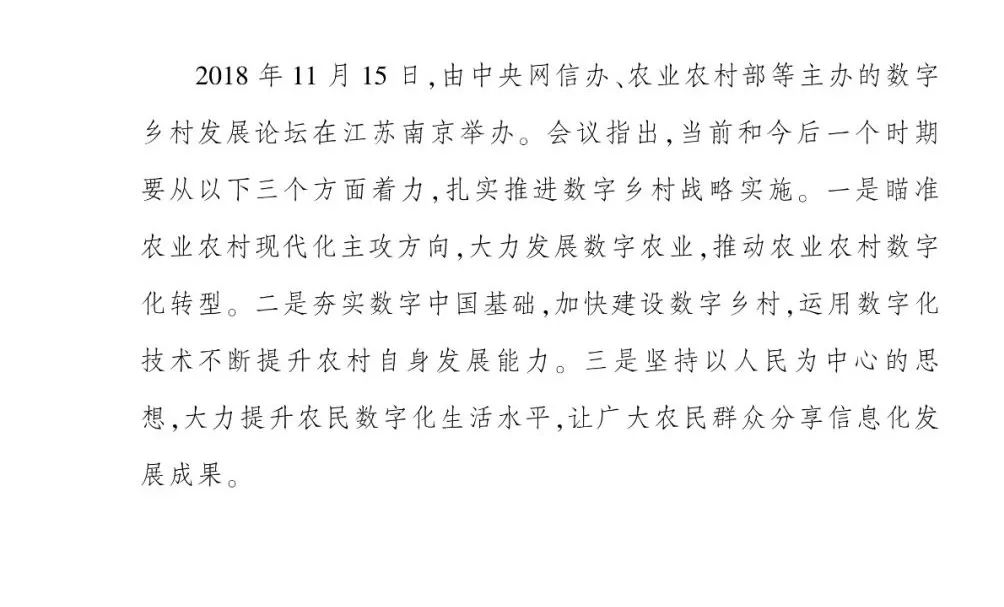 2018 年 11 月 15 日,由中央网信办、农业农村部等主办的数字
乡村发展论坛在江苏南京举办。会议指出,当前和今后一个时期
要从以下三个方面着力,扎实推进数字乡村战略实施。一是瞄准
农业农村现代化主攻方向,大力发展数字农业,推动农业农村数字
化转型。二是夯实数字中国基础,加快建设数字乡村,运用数字化
技术不断提升农村自身发展能力。三是坚持以人民为中心的思
想,大力提升农民数字化生活水平,让广大农民群众分享信息化发
展成果。